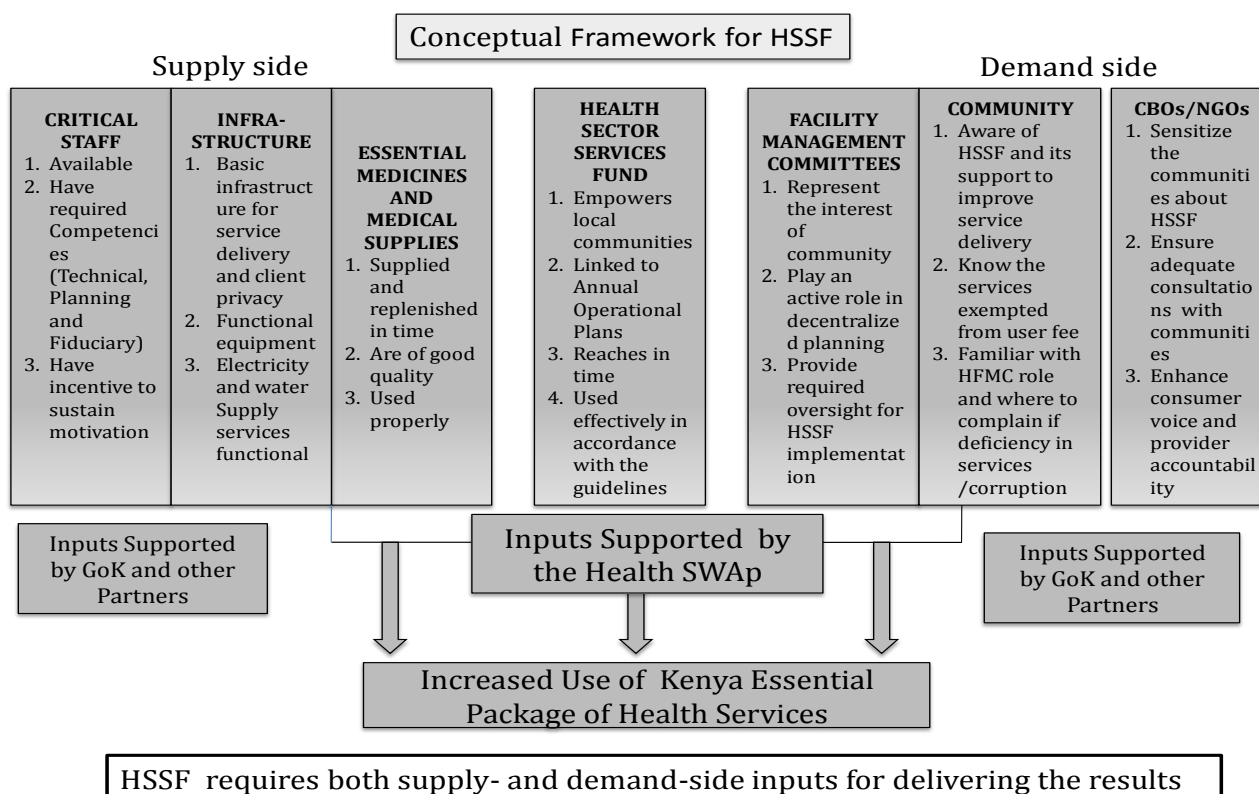 Conceptual Framework for HSSF
Supply side
Demand side
CRITICAL
STAFF
1. Available
2. Have
required
Competenci
es
(Technical,
Planning
and
Fiduciary)
3. Have
incentive to
sustain
motivation
INFRA-
STRUCTURE
1. Basic
infrastruct
ure for
service
delivery
and client
privacy
2. Functional
equipment
3. Electricity
and water
Supply
services
functional
ESSENTIAL
MEDICINES
AND
MEDICAL
SUPPLIES
1. Supplied
and
replenished
in time
2. Are of good
quality
3. Used
properly
HEALTH
SECTOR
SERVICES
FUND
1. Empowers
local
communities
2. Linked to
Annual
Operational
Plans
3. Reaches in
time
4. Used
effectively in
accordance
with the
guidelines
FACILITY
MANAGEMENT
COMMITTEES
1. Represent
the interest
of
community
2. Play an
active role in
decentralize
d planning
3. Provide
required
oversight for
HSSF
implementat
ion
COMMUNITY
1. Aware of
HSSF and its
support to
improve
service
delivery
2. Know the
services
exempted
from user fee
3. Familiar with
HFMC role
and where to
complain if
deficiency in
services
/corruption
CBOs/NGOs
1. Sensitize
the
communiti
es about
HSSF
2. Ensure
adequate
consultatio
ns with
communiti
es
3. Enhance
consumer
voice and
provider
accountabil
ity
Inputs Supported
by GoK and other
Partners
Inputs Supported by
the Health SWAp
Inputs Supported
by GoK and other
Partners
Increased Use of Kenya Essential
Package of Health Services
HSSF requires both supply- and demand-side inputs for delivering the results